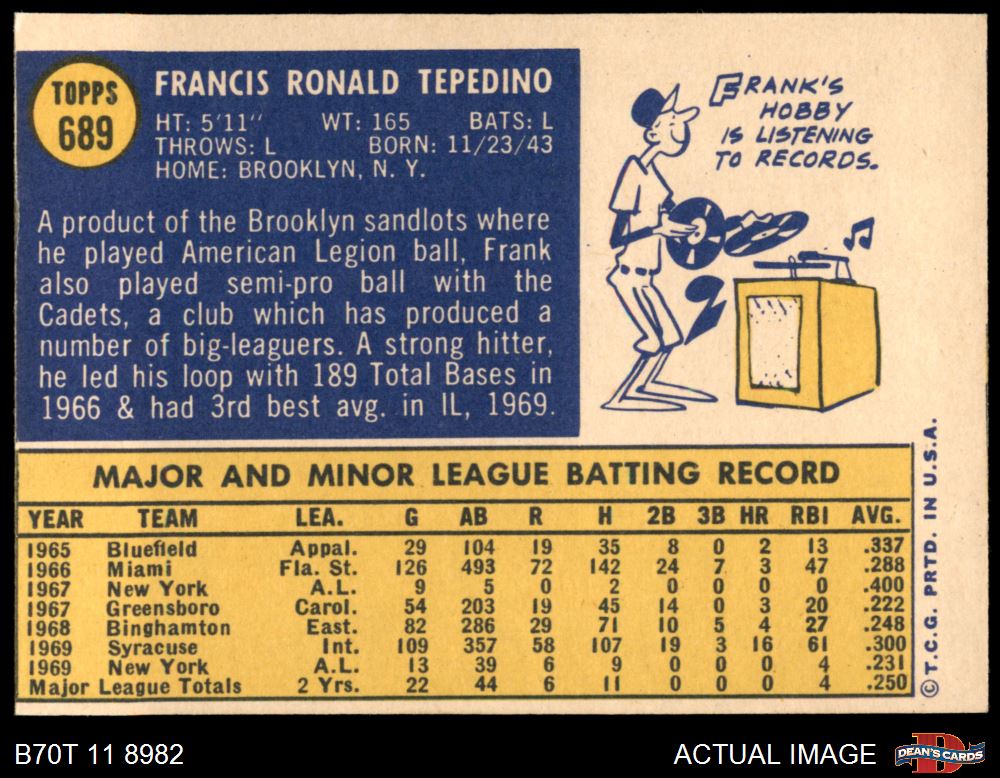 TOPPS
689
FRANCIS RONALD TEPEDINO
HT: 5'11" WT: 165 BATS: L
THROWS: L BORN: 11/23/43
HOME: BROOKLYN, N. Y.
A product of the Brooklyn sandlots where
he played American Legion ball, Frank
also played semi-pro ball with the
Cadets, a club which has produced a
number of big-leaguers. A strong hitter,
he led his loop with 189 Total Bases in
1966 & had 3rd best avg. in IL, 1969.
FRANK'S
HOBBY
IS LISTENING
TO RECORDS.
MAJOR AND MINOR LEAGUE BATTING RECORD
YEAR TEAM LEA. G AB R H 2B 3B HR RBI AVG.
1965 Bluefield Appal. 29 104 19 35 8 0 2 13 .337
1966 Miami Fla. St. 126 493 72 142 24 7 3 47 .288
1967 New York A.L. 9 5 0 2 0 0 0 0 .400
1967 Greensboro Carol. 54 203 19 45 14 0 3 20 .222
1968 Binghamton East. 82 286 29 71 10 5 4 27 .248
1969 Syracuse Int. 109 357 58 107 19 3 16 61 .300
1969 New York A.L. 13 39 6 9 0 0 0 4 .231
Major League Totals 2 Yrs. 22 44 6 11 0 0 0 4 .250
© T.C.G. PRTD. IN U.S.A.
B70T 11 8982
ACTUAL IMAGE
DEAN'S CARDS